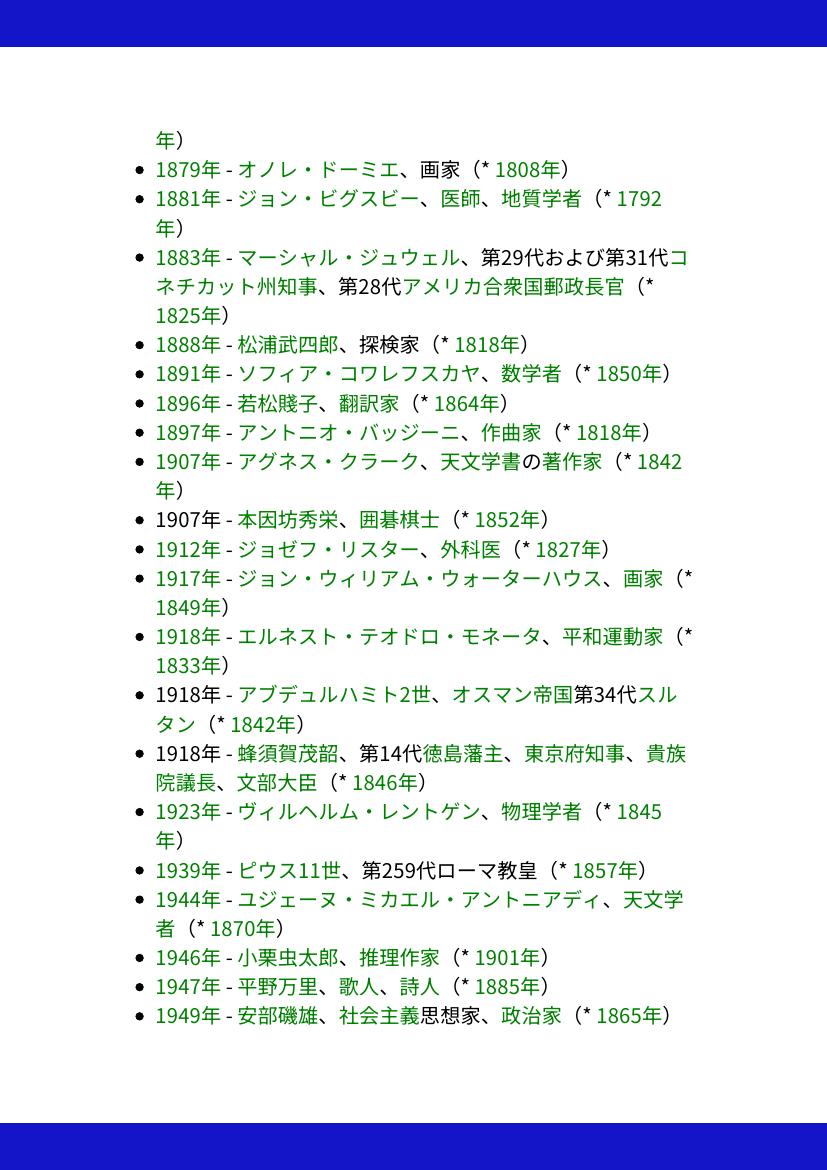 年）
• 1879年 - オノレ・ドーミエ、画家（* 1808年）
• 1881年 - ジョン・ビグスビー、医師、地質学者（* 1792
年）
• 1883年 - マーシャル・ジュウェル、第29代および第31代コ
ネチカット州知事、第28代アメリカ合衆国郵政長官（*
1825年）
• 1888年 - 松浦武四郎、探検家（* 1818年）
• 1891年 - ソフィア・コワレフスカヤ、数学者（* 1850年）
• 1896年 - 若松賤子、翻訳家（* 1864年）
• 1897年 - アントニオ・バッジーニ、作曲家（* 1818年）
• 1907年 - アグネス・クラーク、天文学書の著作家（* 1842
年）
• 1907年 - 本因坊秀栄、囲碁棋士（* 1852年）
• 1912年 - ジョゼフ・リスター、外科医（* 1827年）
• 1917年 - ジョン・ウィリアム・ウォーターハウス、画家（*
1849年）
• 1918年 - エルネスト・テオドロ・モネータ、平和運動家（*
1833年）
• 1918年 - アブデュルハミト2世、オスマン帝国第34代スル
タン（* 1842年）
• 1918年 - 蜂須賀茂韶、第14代徳島藩主、東京府知事、貴族
院議長、文部大臣（* 1846年）
• 1923年 - ヴィルヘルム・レントゲン、物理学者（* 1845
年）
• 1939年 - ピウス11世、第259代ローマ教皇（* 1857年）
• 1944年 - ユジェーヌ・ミカエル・アントニアディ、天文学
者（* 1870年）
• 1946年 - 小栗虫太郎、推理作家（* 1901年）
• 1947年 - 平野万里、歌人、詩人（* 1885年）
• 1949年 - 安部磯雄、社会主義思想家、政治家（* 1865年）